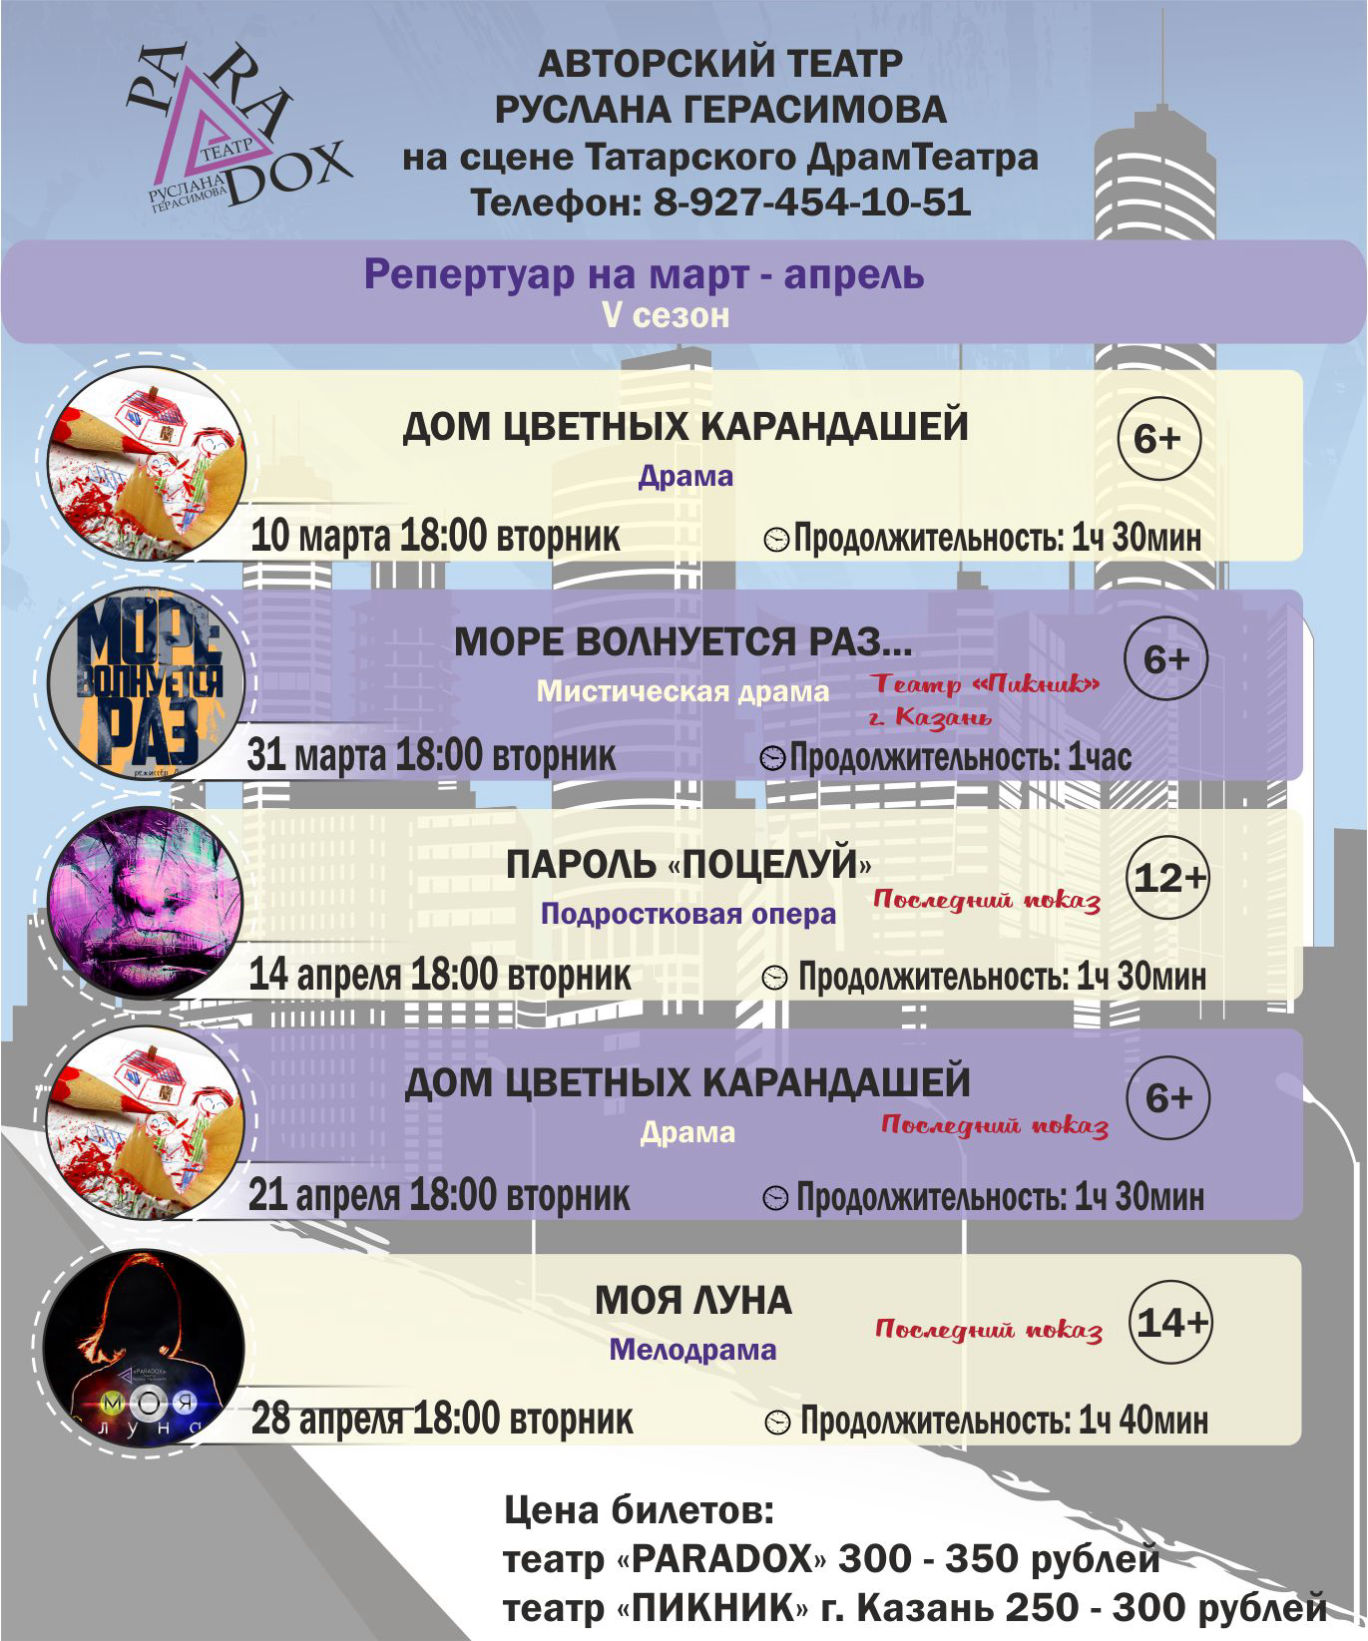 PARADOX
ТЕАТР
РУСЛАНА
ГЕРАСИМОВА
АВТОРСКИЙ ТЕАТР
РУСЛАНА ГЕРАСИМОВА
на сцене Татарского ДрамТеатра
Телефон: 8-927-454-10-51
Репертуар на март - апрель
V сезон
ДОМ ЦВЕТНЫХ КАРАНДАШЕЙ
6+
Драма
10 марта 18:00 вторник
Продолжительность: 1ч 30мин
МОРЕ
ВОЛНУЕТСЯ
РАЗ
режиссёр
МОРЕ ВОЛНУЕТСЯ РАЗ...
6+
Мистическая драма
Театр «Пикник»
г. Казань
31 марта 18:00 вторник
Продолжительность: 1час
ПАРОЛЬ «ПОЦЕЛУЙ»
12+
Подростковая опера
Последний показ
14 апреля 18:00 вторник
Продолжительность: 1ч 30мин
ДОМ ЦВЕТНЫХ КАРАНДАШЕЙ
6+
Драма
Последний показ
21 апреля 18:00 вторник
Продолжительность: 1ч 30мин
«PARADOX»
МОЯ
луна
МОЯ ЛУНА
14+
Мелодрама
Последний показ
28 апреля 18:00 вторник
Продолжительность: 1ч 40мин
Цена билетов:
театр «PARADOX» 300 - 350 рублей
театр «ПИКНИК» г. Казань 250 - 300 рублей